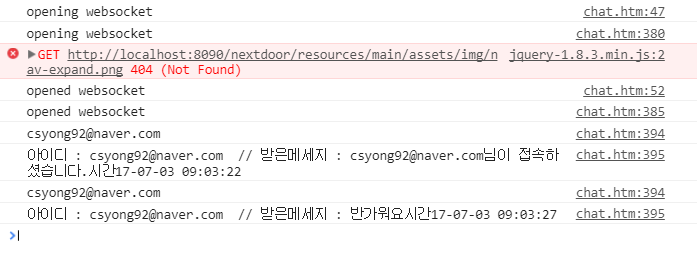 opening websocket chat.htm:47
opening websocket chat.htm:380
▶GET http://localhost:8090/nextdoor/resources/main/assets/img/n jquery-1.8.3.min.js:2
av-expand.png 404 (Not Found)
opened websocket chat.htm:52
opened websocket chat.htm:385
csyong92@naver.com chat.htm:394
아이디 : csyong92@naver.com // 받은메세지 : csyong92@naver.com님이 접속하 chat.htm:395
셨습니다.시간17-07-03 09:03:22
csyong92@naver.com chat.htm:394
아이디 : csyong92@naver.com // 받은메세지 : 반가워요시간17-07-03 09:03:27 chat.htm:395